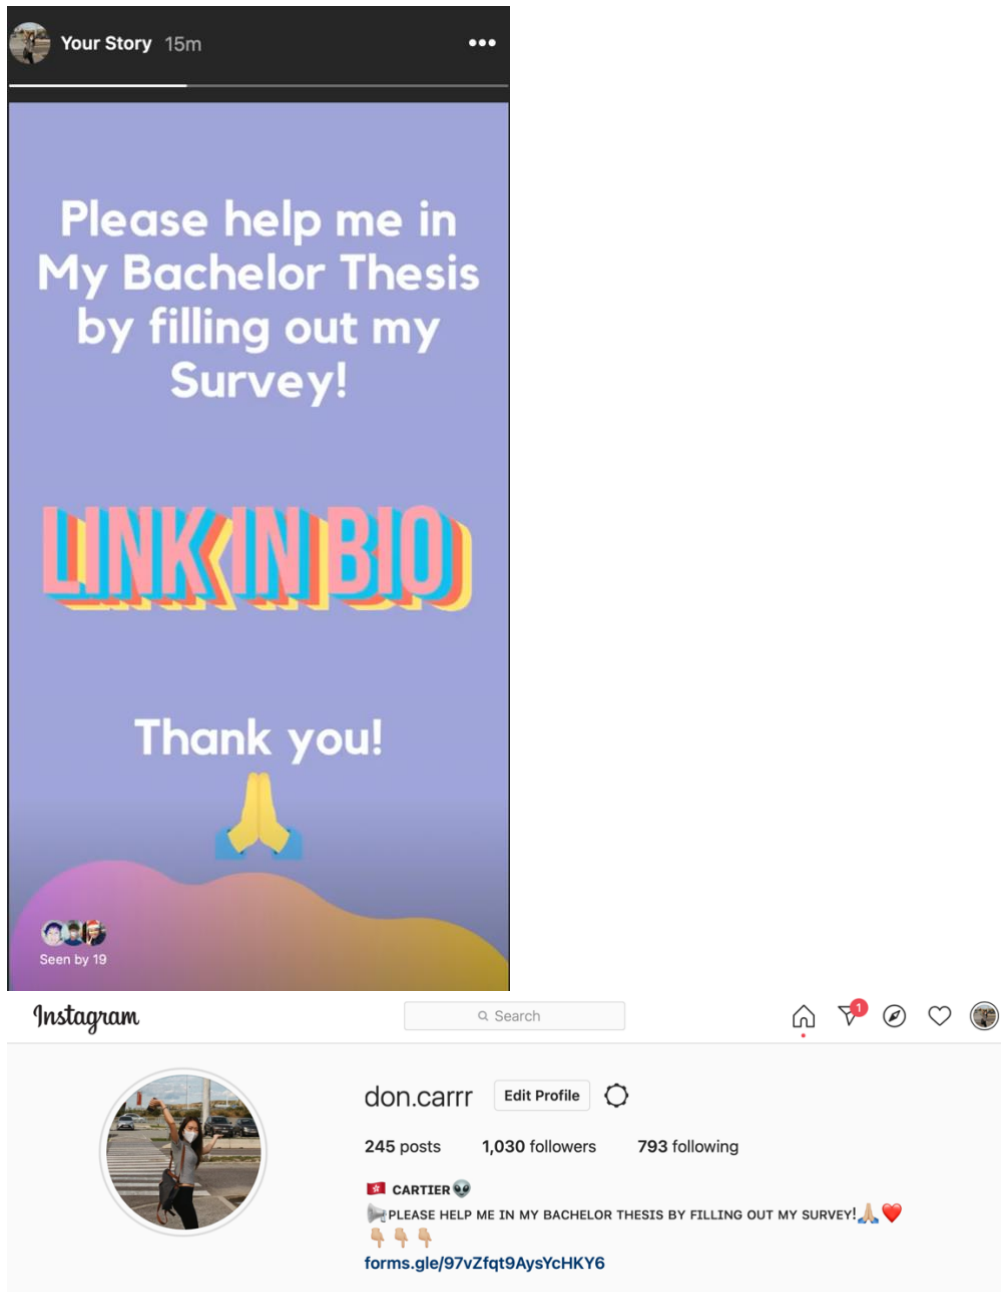 Your Story 15m
Please help me in
My Bachelor Thesis
by filling out my
Survey!
LINK IN BIO
Thank you!
🙏
Seen by 19
Instagram
Search
1
don.carrr Edit Profile
245 posts 1,030 followers 793 following
🇭🇰 CARTIER👽
📢PLEASE HELP ME IN MY BACHELOR THESIS BY FILLING OUT MY SURVEY!🙏🏼❤️
👇🏼👇🏼👇🏼
forms.gle/97vZfqt9AysYcHKY6